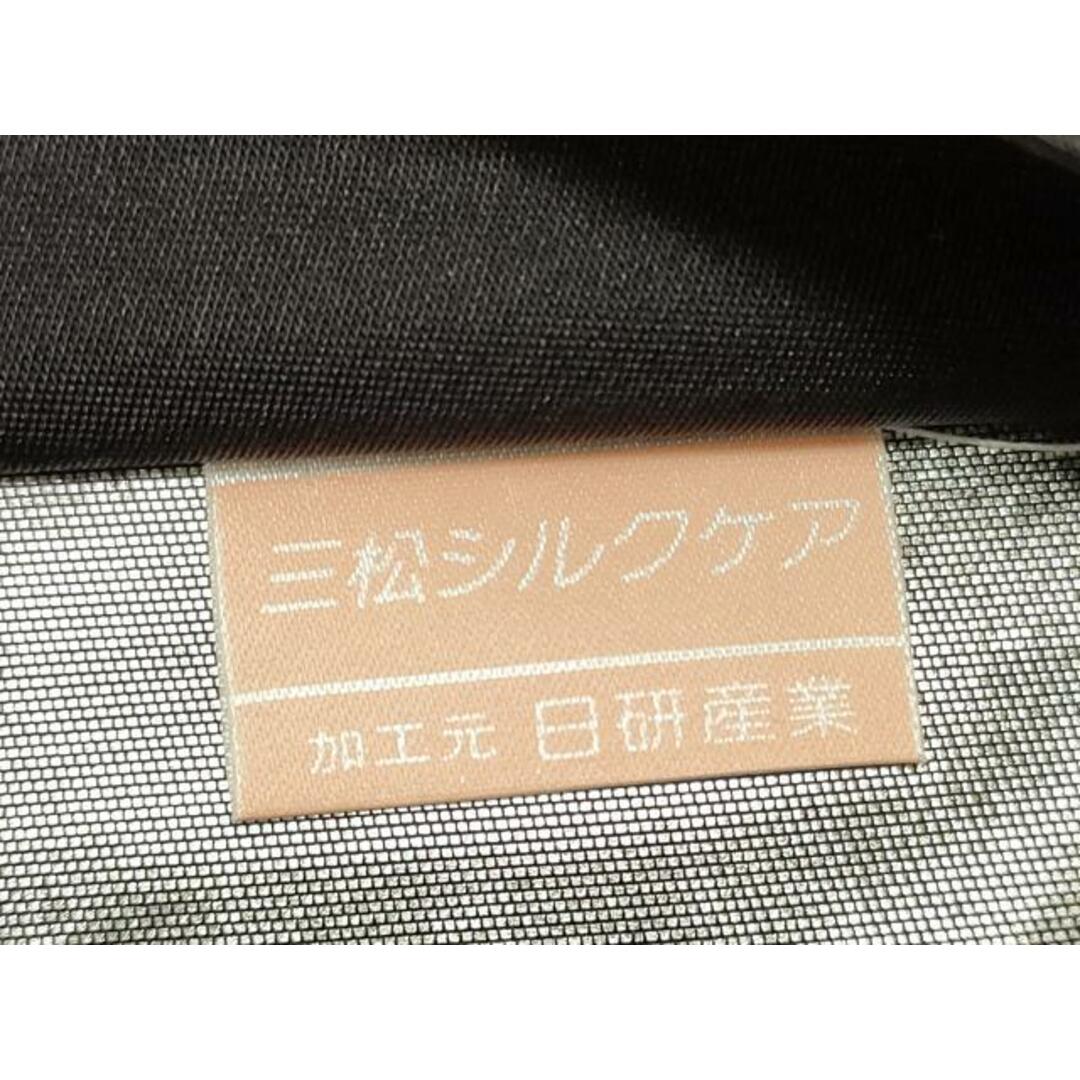 三松シルクケア
加工元 日研産業